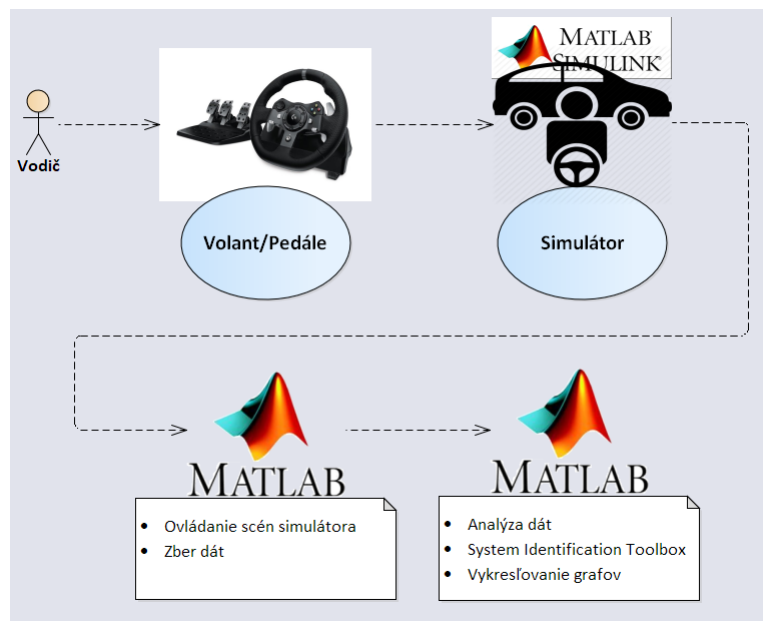 MATLAB
SIMULINK
Vodič
Volant/Pedále
Simulátor
MATLAB
MATLAB
• Ovládanie scén simulátora
• Zber dát
• Analýza dát
• System Identification Toolbox
• Vykresľovanie grafov